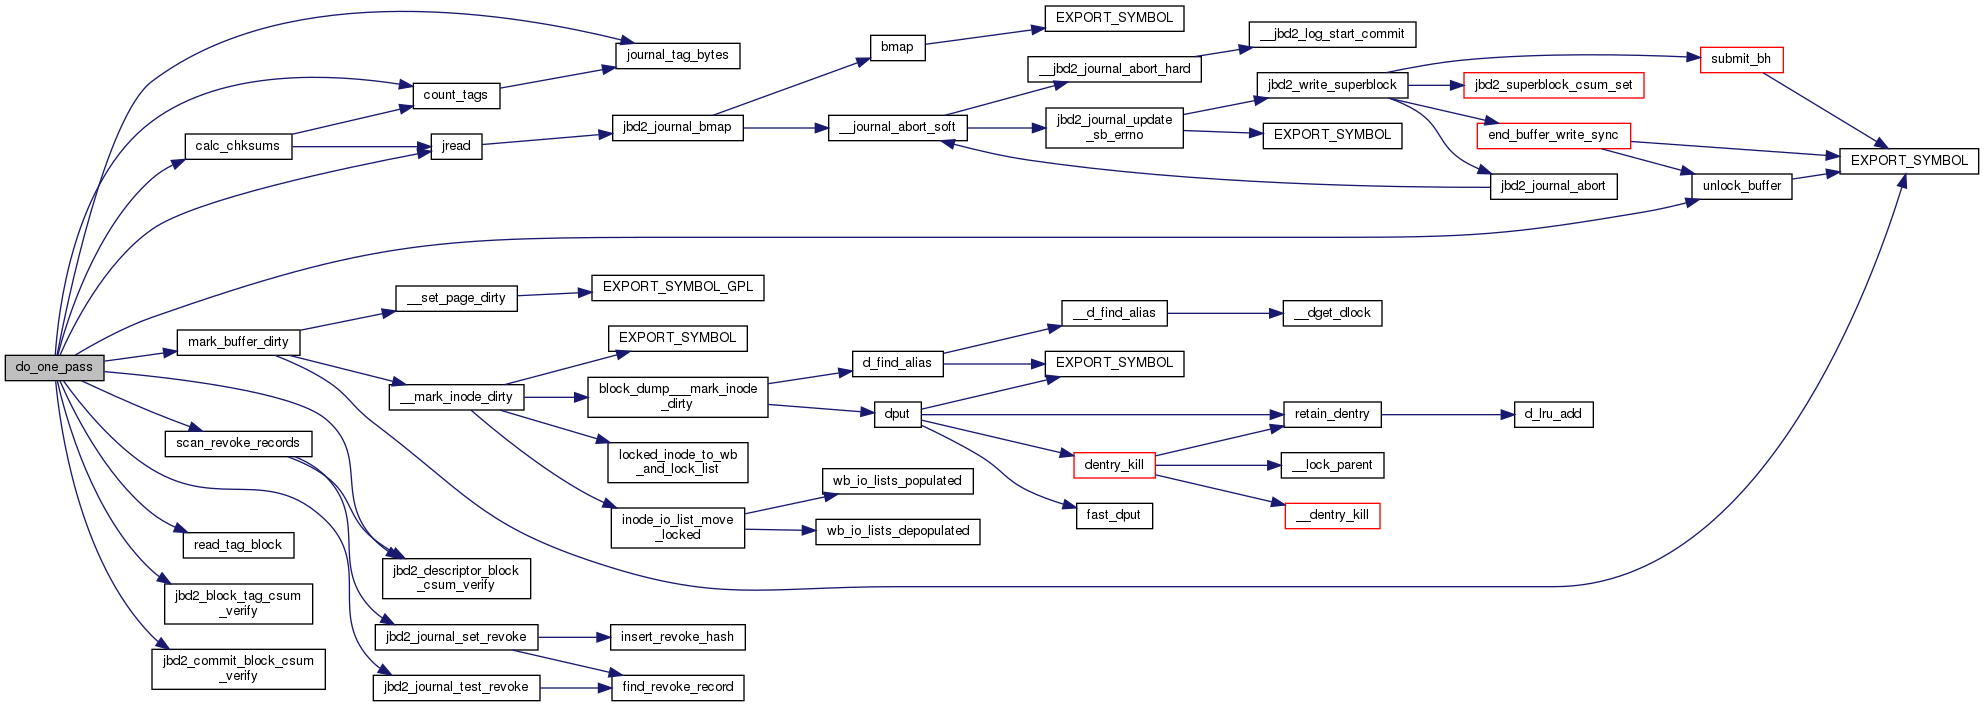 EXPORT_SYMBOL
__jbd2_log_start_commit
bmap
journal_tag_bytes
submit_bh
__jbd2_journal_abort_hard
jbd2_write_superblock
jbd2_superblock_csum_set
count_tags
jbd2_journal_bmap
__journal_abort_soft
jbd2_journal_update
_sb_errno
EXPORT_SYMBOL
end_buffer_write_sync
calc_chksums
jread
EXPORT_SYMBOL
jbd2_journal_abort
unlock_buffer
__set_page_dirty
EXPORT_SYMBOL_GPL
__d_find_alias
__dget_dlock
mark_buffer_dirty
EXPORT_SYMBOL
do_one_pass
d_find_alias
EXPORT_SYMBOL
__mark_inode_dirty
block_dump___mark_inode
_dirty
dput
retain_dentry
d_lru_add
scan_revoke_records
locked_inode_to_wb
_and_lock_list
dentry_kill
__lock_parent
wb_io_lists_populated
inode_io_list_move
_locked
wb_io_lists_depopulated
fast_dput
__dentry_kill
read_tag_block
jbd2_descriptor_block
_csum_verify
jbd2_block_tag_csum
_verify
jbd2_journal_set_revoke
insert_revoke_hash
jbd2_commit_block_csum
_verify
jbd2_journal_test_revoke
find_revoke_record